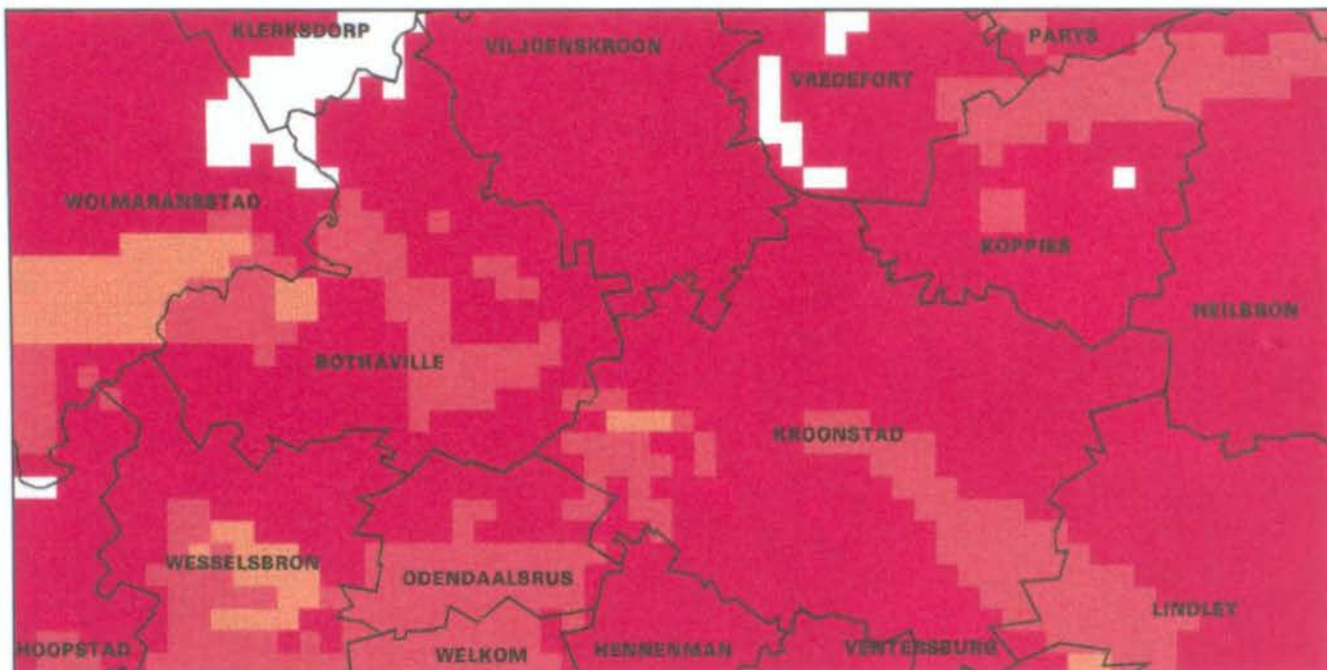 KLERKSDORP
VILJOENSKROON
PARYS
VREDEFORT
WOLMARANSSTAD
KOPPIES
HEILBRON
BOTHAVILLE
KROONSTAD
WESSELSBRON
ODENDAALSRUS
LINDLEY
HOOPSTAD
WELKOM
HENNENMAN
VENTERSBURG